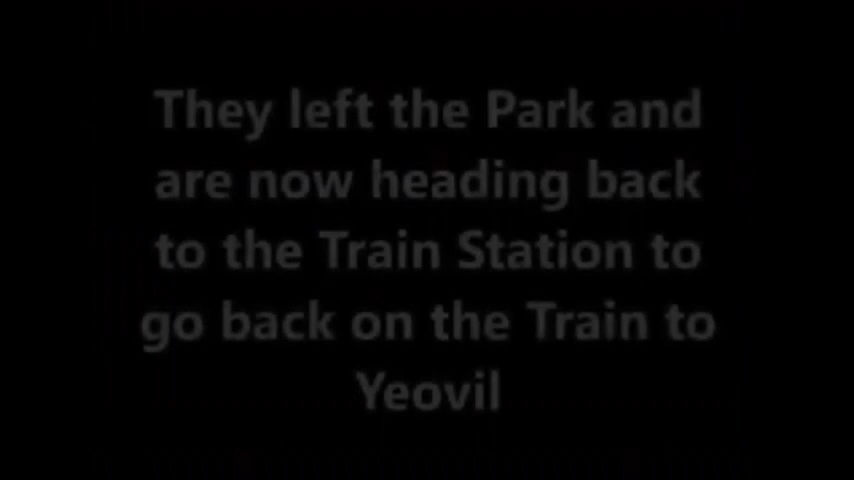 They left the Park and
are now heading back
to the Train Station to
go back on the Train to
Yeovil